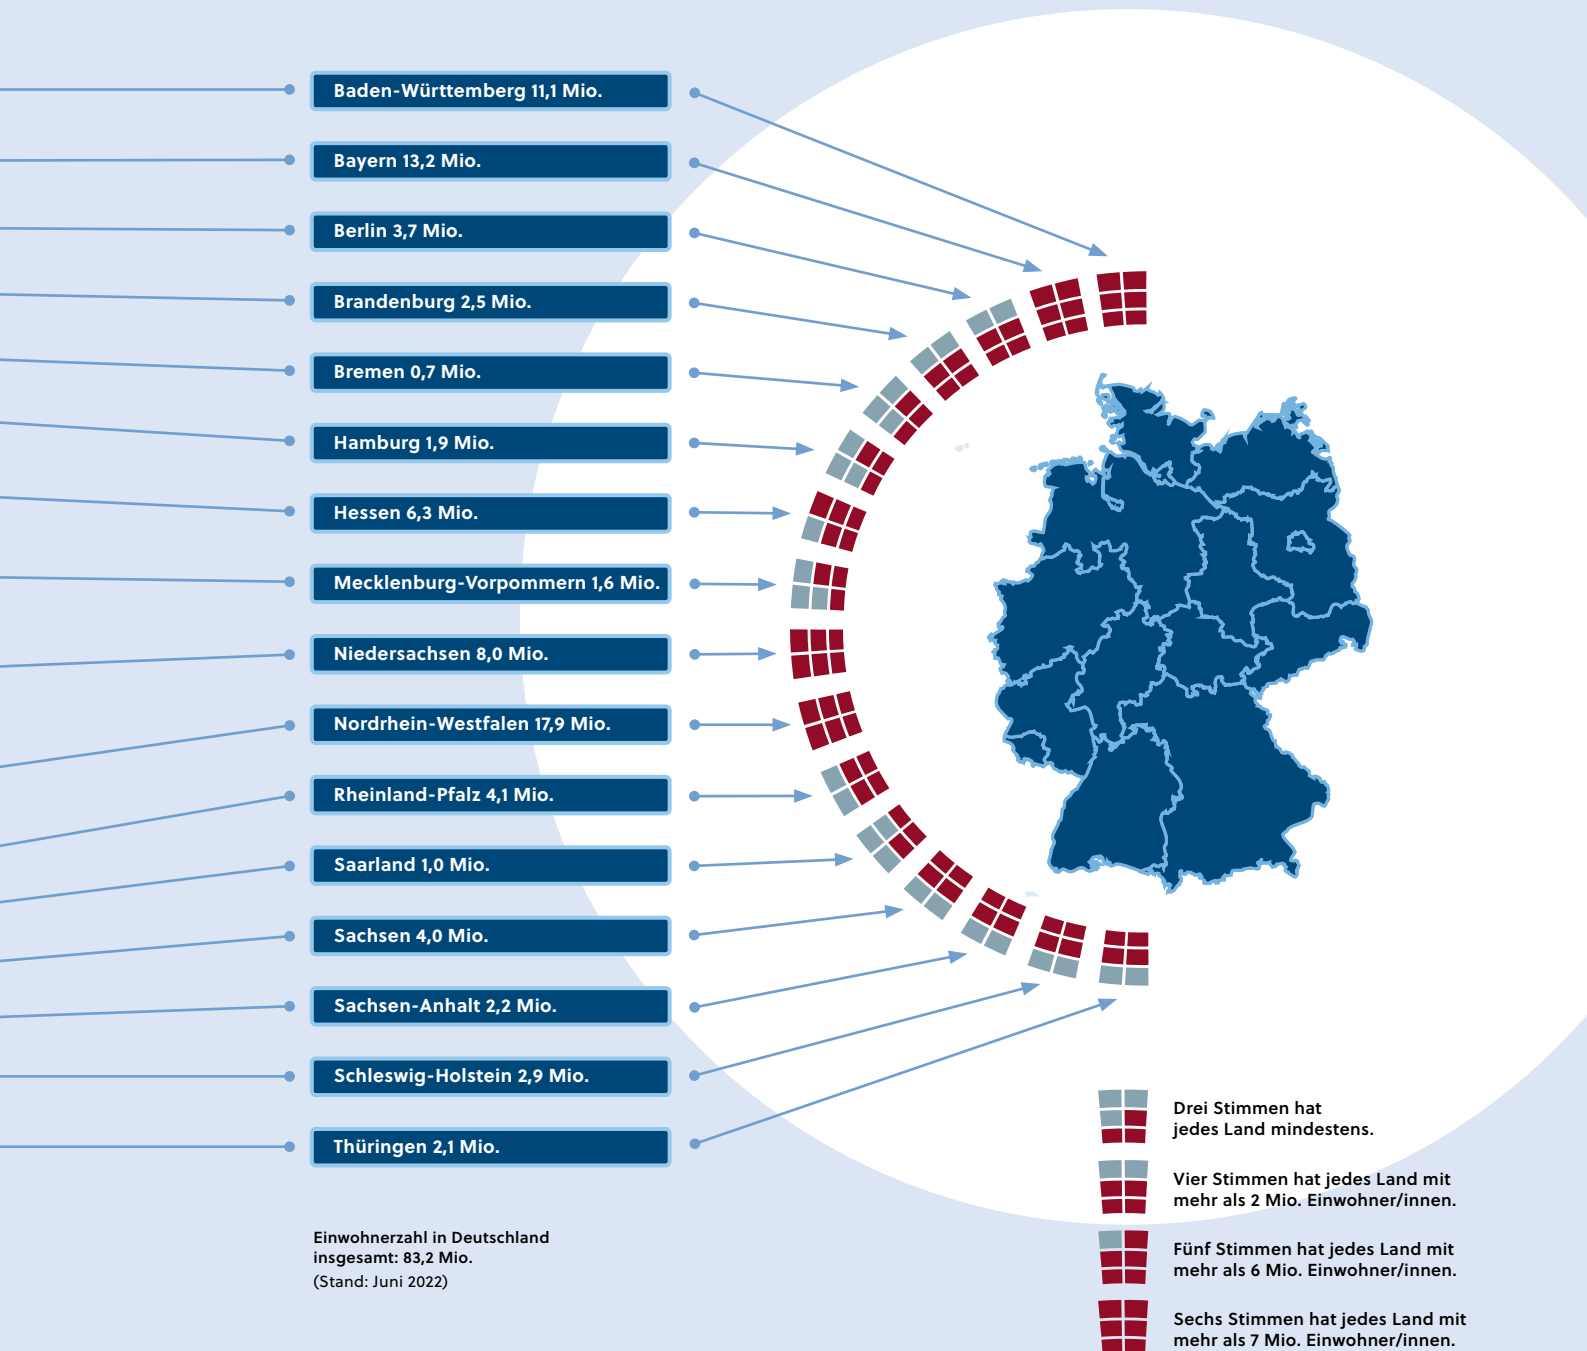 Baden-Württemberg 11,1 Mio.
Bayern 13,2 Mio.
Berlin 3,7 Mio.
Brandenburg 2,5 Mio.
Bremen 0,7 Mio.
Hamburg 1,9 Mio.
Hessen 6,3 Mio.
Mecklenburg-Vorpommern 1,6 Mio.
Niedersachsen 8,0 Mio.
Nordrhein-Westfalen 17,9 Mio.
Rheinland-Pfalz 4,1 Mio.
Saarland 1,0 Mio.
Sachsen 4,0 Mio.
Sachsen-Anhalt 2,2 Mio.
Schleswig-Holstein 2,9 Mio.
Thüringen 2,1 Mio.
Einwohnerzahl in Deutschland
insgesamt: 83,2 Mio.
(Stand: Juni 2022)
Drei Stimmen hat
jedes Land mindestens.
Vier Stimmen hat jedes Land mit
mehr als 2 Mio. Einwohner/innen.
Fünf Stimmen hat jedes Land mit
mehr als 6 Mio. Einwohner/innen.
Sechs Stimmen hat jedes Land mit
mehr als 7 Mio. Einwohner/innen.